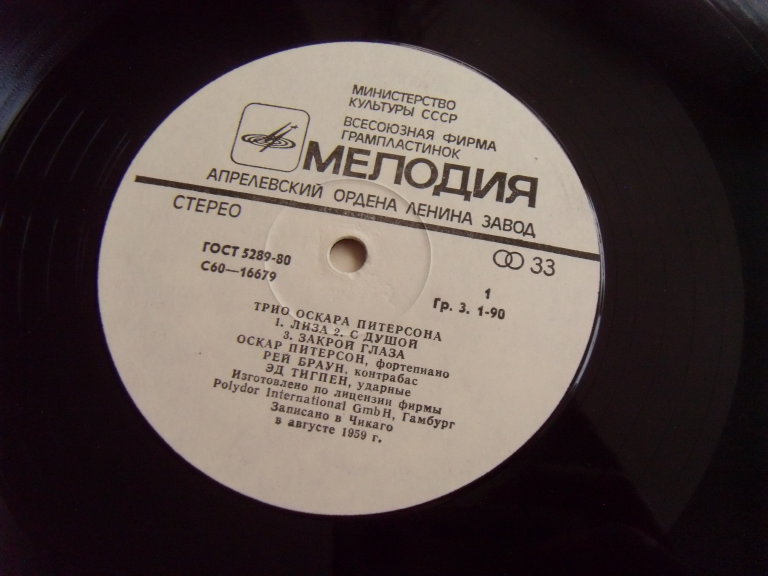 МИНИСТЕРСТВО
КУЛЬТУРЫ СССР
ВСЕСОЮЗНАЯ ФИРМА
ГРАМПЛАСТИНОК
МЕЛОДИЯ
АПРЕЛЕВСКИЙ ОРДЕНА ЛЕНИНА ЗАВОД
СТЕРЕО
33
ГОСТ 5289-80
С60—16679
1
Гр. 3. 1-90
ТРИО ОСКАРА ПИТЕРСОНА
1. ЛИЗА 2. С ДУШОЙ
3. ЗАКРОЙ ГЛАЗА
ОСКАР ПИТЕРСОН, фортепиано
РЕЙ БРАУН, контрабас
ЭД ТИГПЕН, ударные
Изготовлено по лицензии фирмы
Polydor International GmbH, Гамбург
Записано в Чикаго
в августе 1959 г.